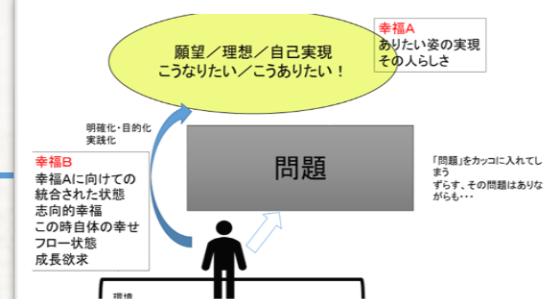 願望／理想／自己実現
こうなりたい／こうありたい！
幸福A
ありたい姿の実現
その人らしさ
明確化・目的化
実践化
幸福B
幸福Aに向けての
統合された状態
志向的幸福
この時自体の幸せ
フロー状態
成長欲求
問題
「問題」をカッコに入れてし
まう
ずらす、その問題はありな
がらも・・・
環境